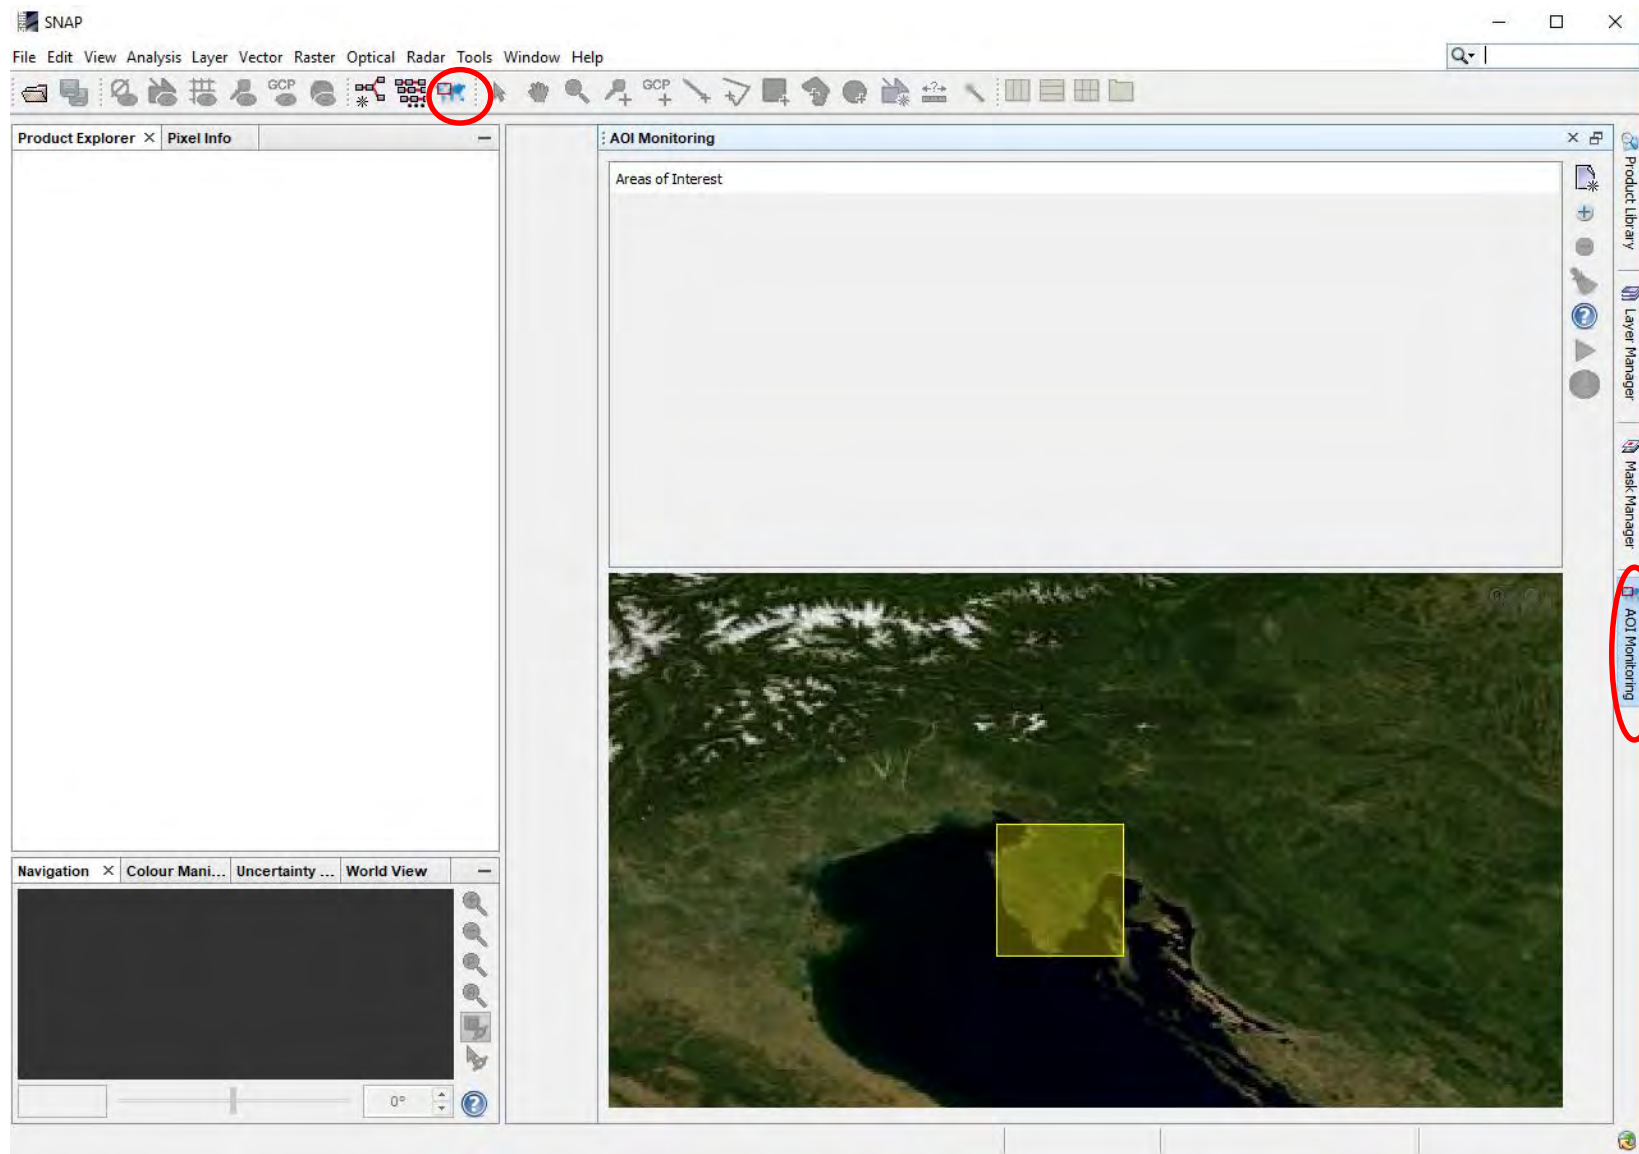 SNAP
File Edit View Analysis Layer Vector Raster Optical Radar Tools Window Help
GCP
GCP
Product Explorer
Pixel Info
AOI Monitoring
Areas of Interest
Product Library
Layer Manager
Mask Manager
AOI Monitoring
Navigation
Colour Mani...
Uncertainty ...
World View
0°